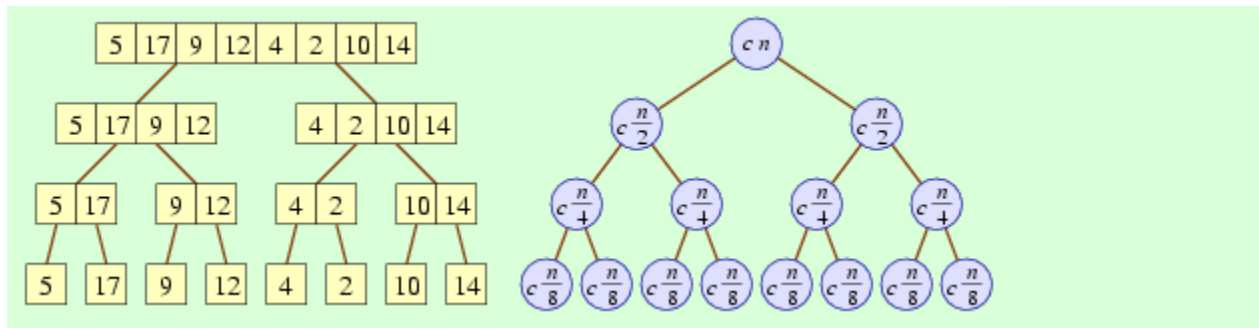 5 17 9 12 4 2 10 14 c n
5 17 9 12 4 2 10 14 c n/2 c n/2
5 17 9 12 4 2 10 14 c n/4 c n/4 c n/4 c n/4
5 17 9 12 4 2 10 14 c n/8 c n/8 c n/8 c n/8 c n/8 c n/8 c n/8 c n/8